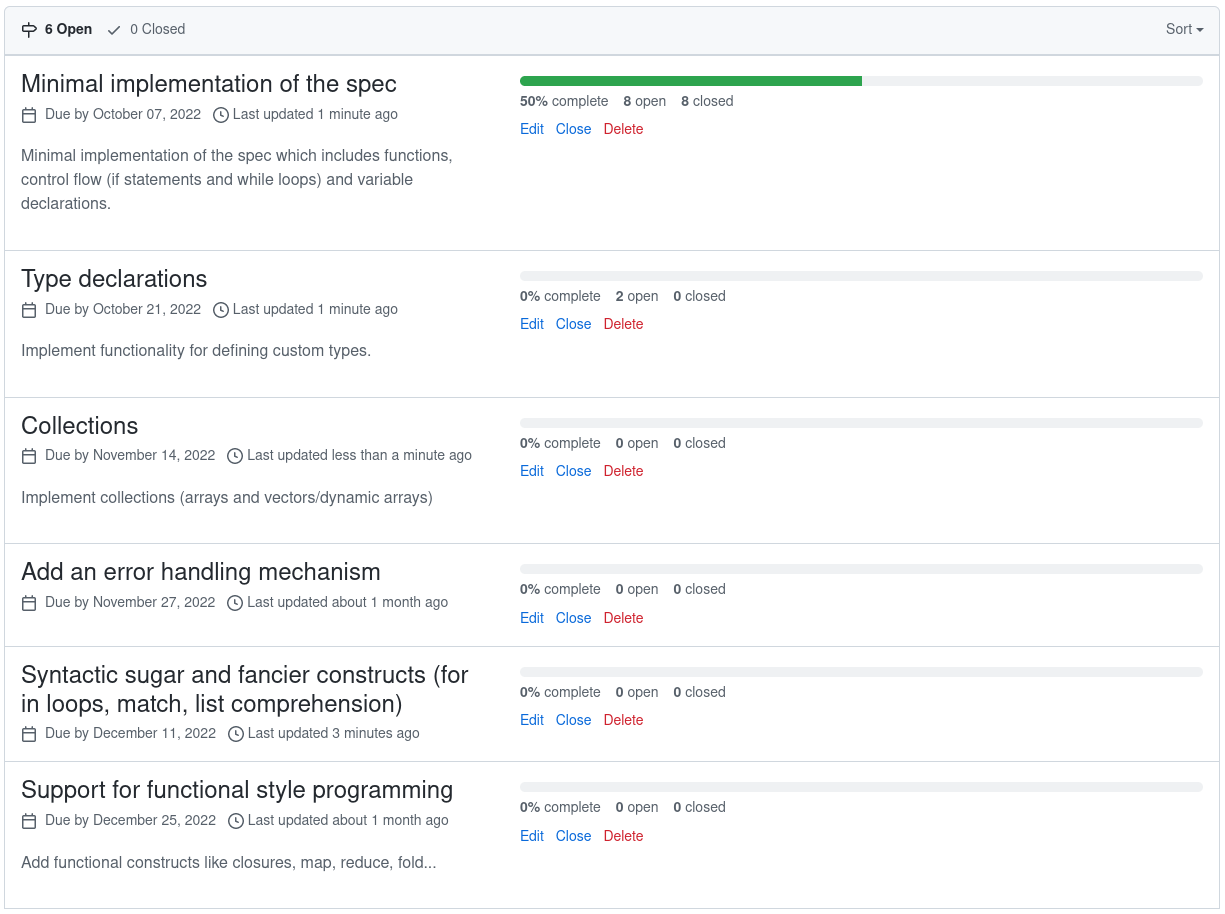 6 Open 0 Closed Sort
Minimal implementation of the spec
Due by October 07, 2022 Last updated 1 minute ago
Minimal implementation of the spec which includes functions,
control flow (if statements and while loops) and variable
declarations.
50% complete 8 open 8 closed
Edit Close Delete
Type declarations
Due by October 21, 2022 Last updated 1 minute ago
Implement functionality for defining custom types.
0% complete 2 open 0 closed
Edit Close Delete
Collections
Due by November 14, 2022 Last updated less than a minute ago
Implement collections (arrays and vectors/dynamic arrays)
0% complete 0 open 0 closed
Edit Close Delete
Add an error handling mechanism
Due by November 27, 2022 Last updated about 1 month ago
0% complete 0 open 0 closed
Edit Close Delete
Syntactic sugar and fancier constructs (for
in loops, match, list comprehension)
Due by December 11, 2022 Last updated 3 minutes ago
0% complete 0 open 0 closed
Edit Close Delete
Support for functional style programming
Due by December 25, 2022 Last updated about 1 month ago
Add functional constructs like closures, map, reduce, fold...
0% complete 0 open 0 closed
Edit Close Delete